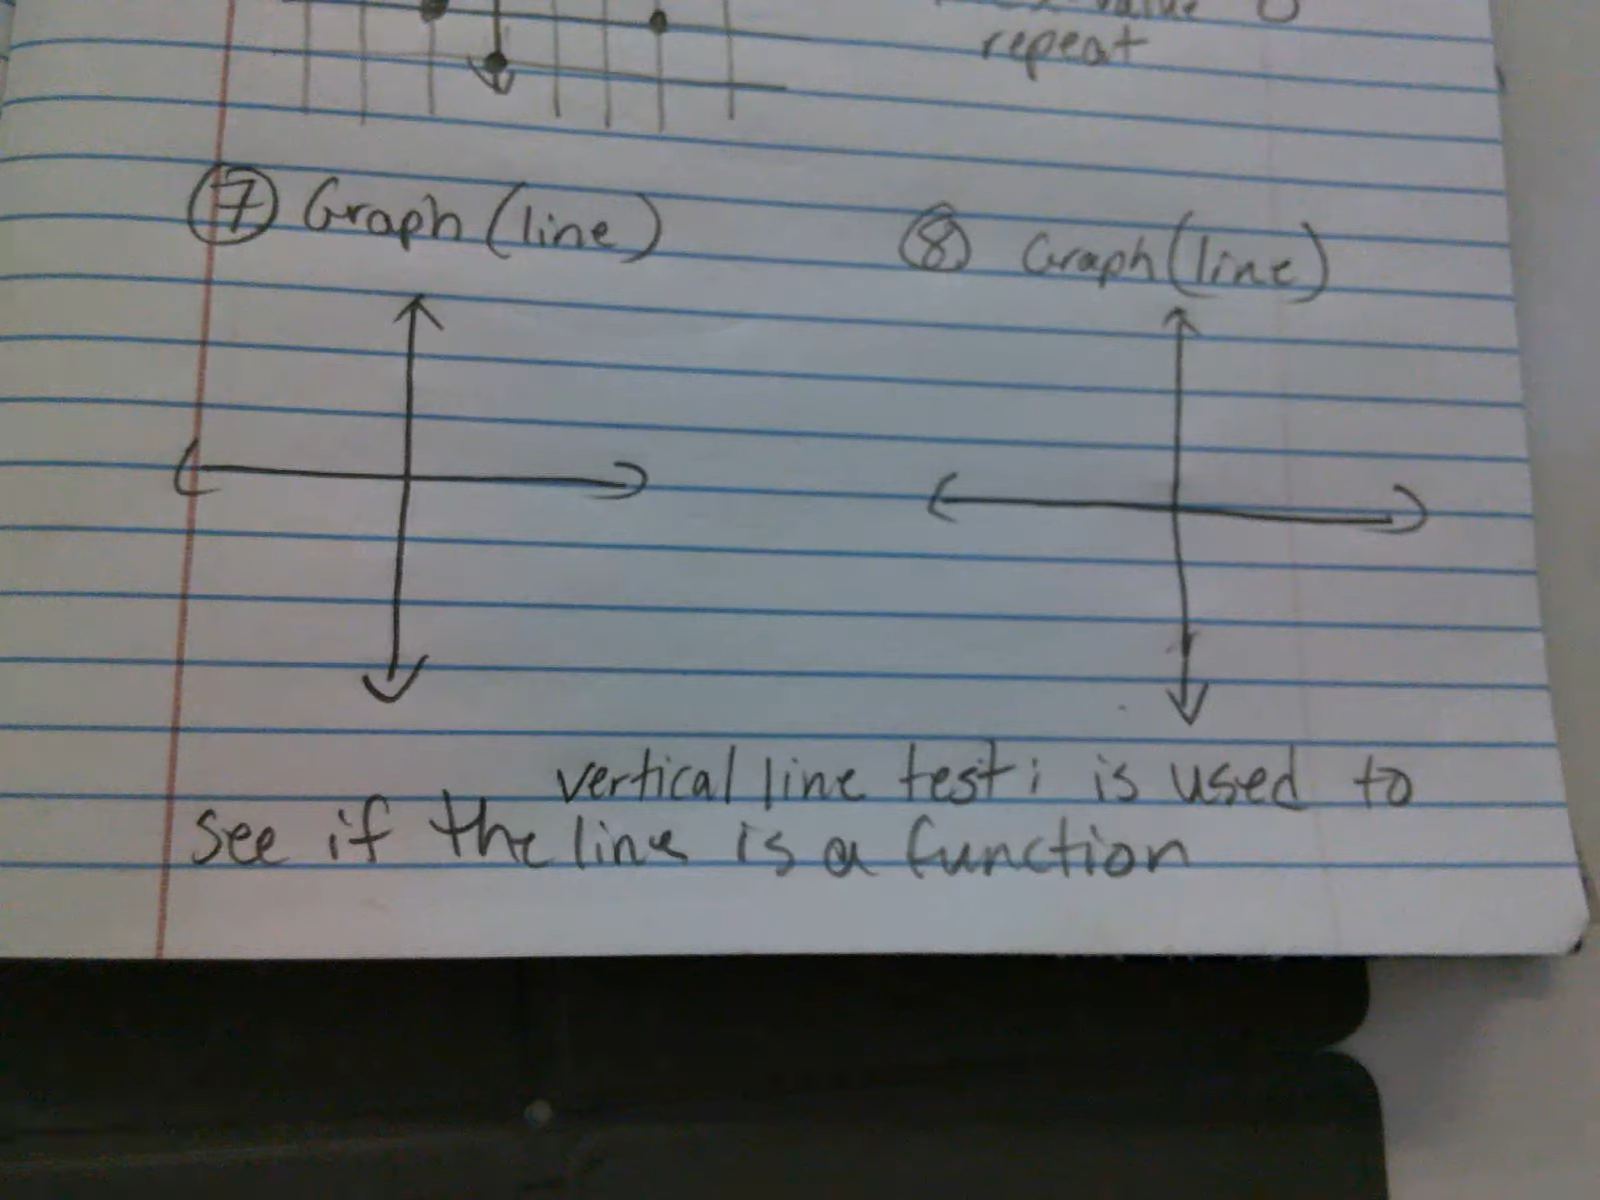 value
repeat
⑦ Graph (line)
⑧ Graph (line)
vertical line test: is used to
see if the line is a function